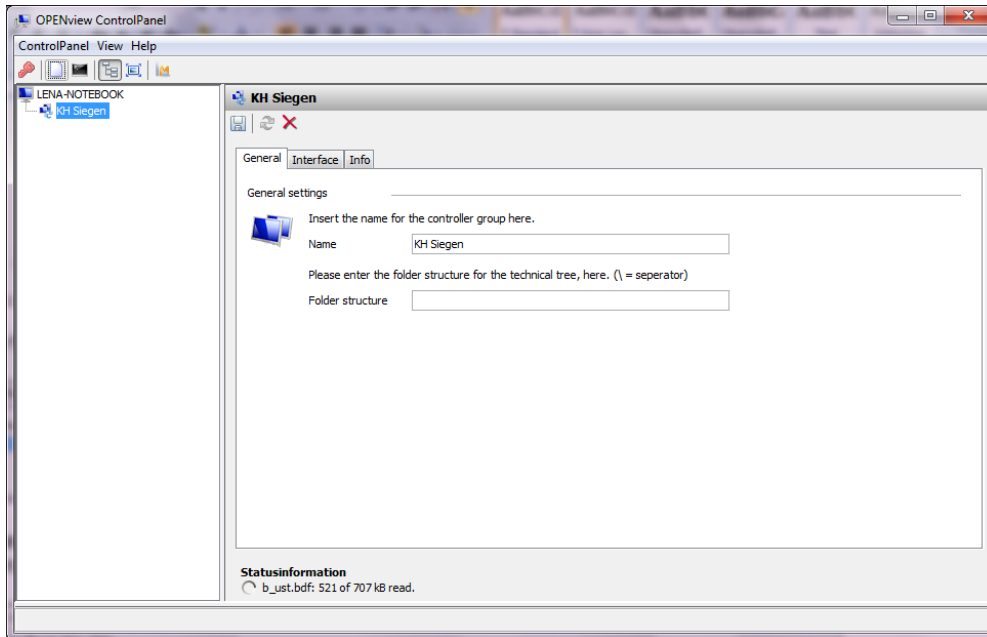 OPENview ControlPanel
ControlPanel View Help
LENA-NOTEBOOK
KH Siegen
KH Siegen
General Interface Info
General settings
Insert the name for the controller group here.
Name KH Siegen
Please enter the folder structure for the technical tree, here. (\ = seperator)
Folder structure
Statusinformation
b_ust.bdf: 521 of 707 kB read.